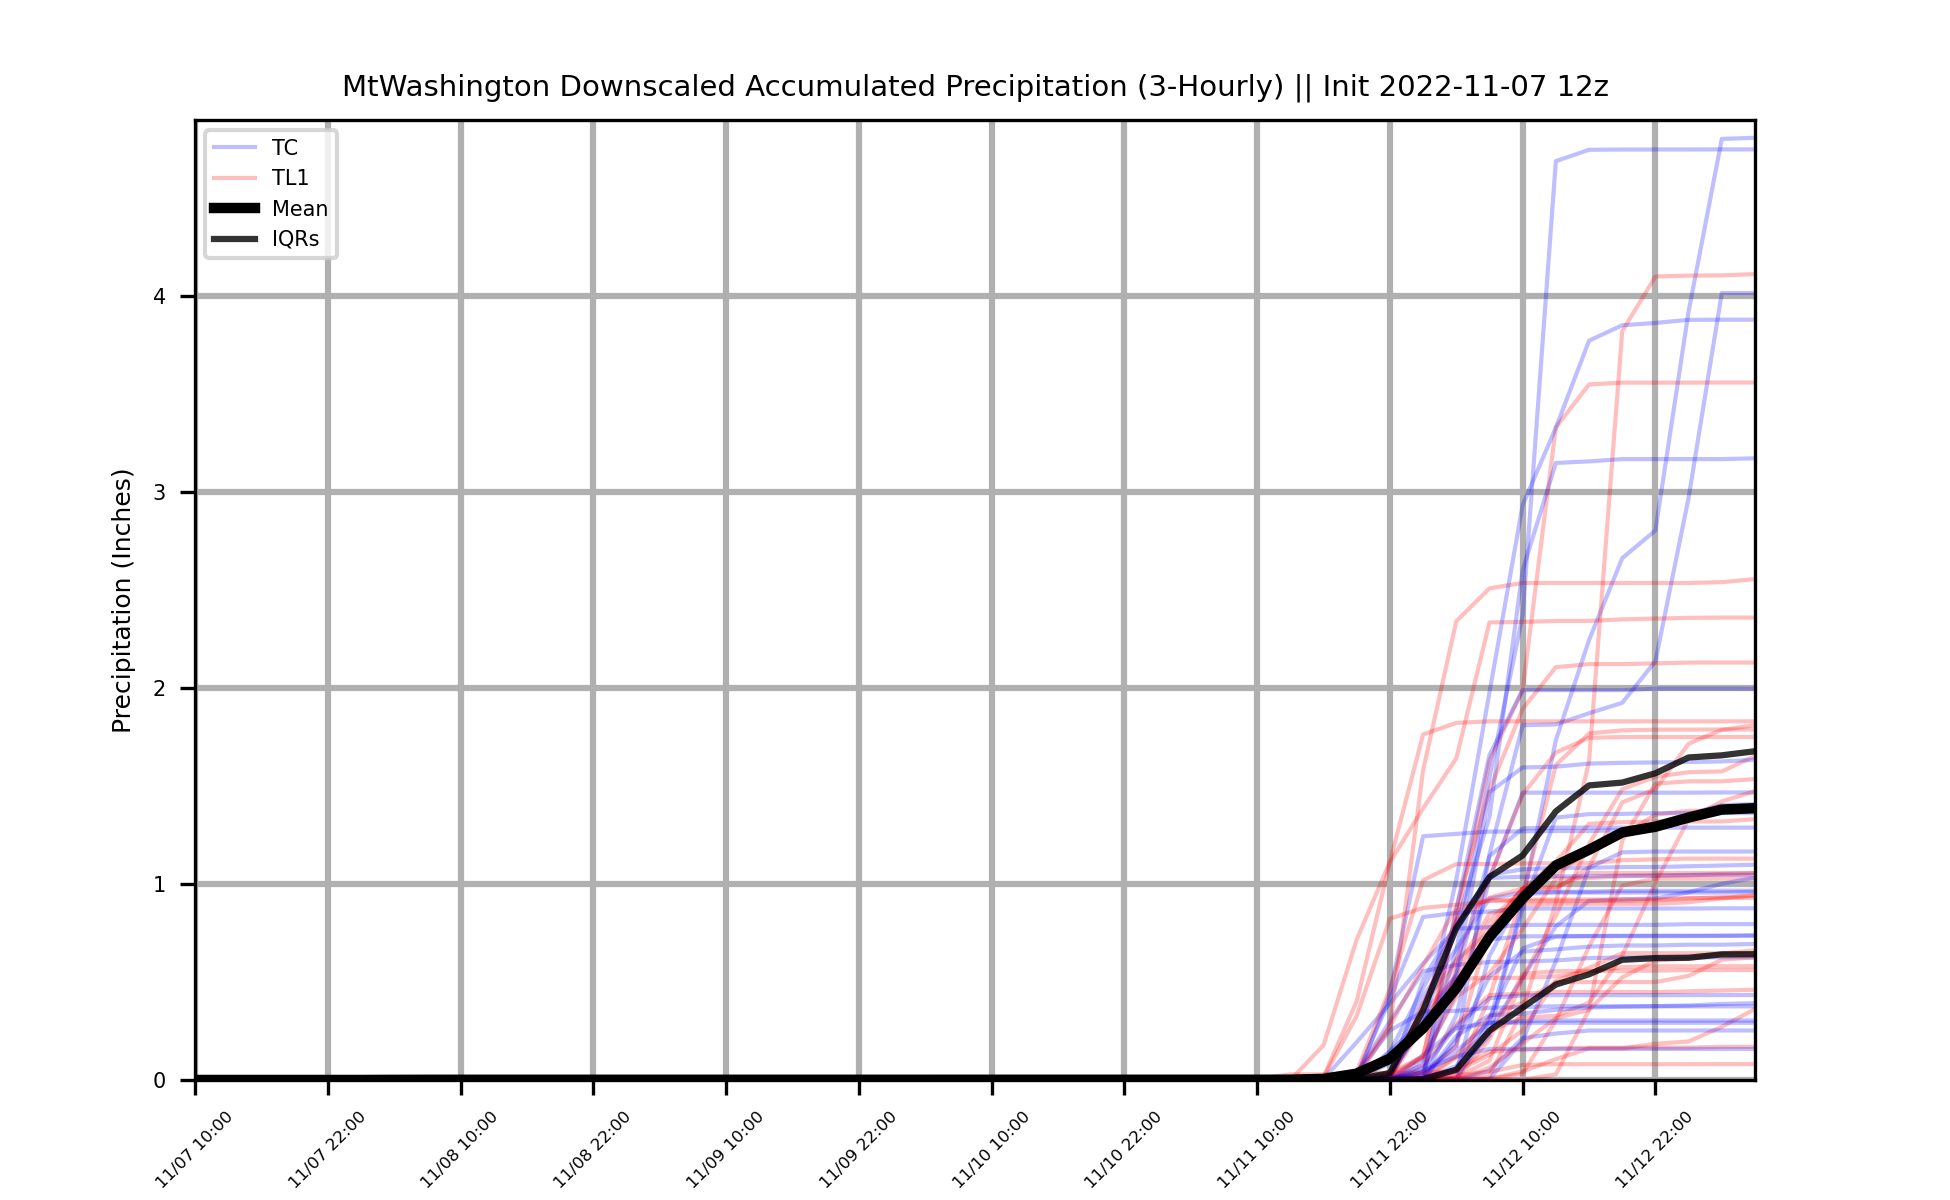 MtWashington Downscaled Accumulated Precipitation (3-Hourly) || Init 2022-11-07 12z
TC
TL1
Mean
IQRs
Precipitation (Inches)
4
3
2
1
0
11/07 10:00
11/07 22:00
11/08 10:00
11/08 22:00
11/09 10:00
11/09 22:00
11/10 10:00
11/10 22:00
11/11 10:00
11/11 22:00
11/12 10:00
11/12 22:00